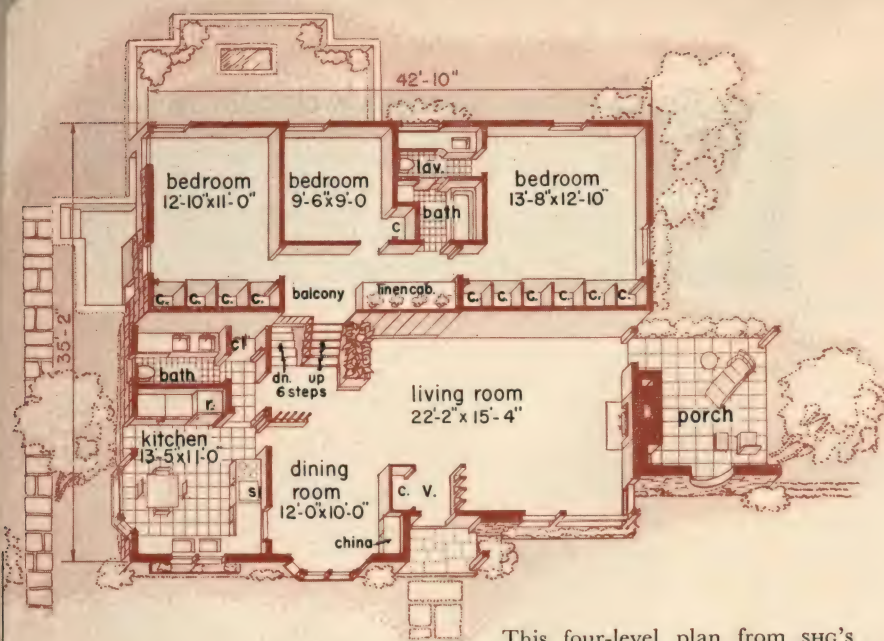 42'-10"
bedroom
12'-10"x11'-0"
bedroom
9'-6"x9'-0
lav.
bath
bedroom
13'-8"x12'-10"
c
35'-2"
c. c. c. c.
balcony
linen cab.
c. c. c. c. c. c.
cl
bath
dn. up
6 steps
r.
living room
22'-2"x 15'-4"
porch
kitchen
13'-5"x11'-0
s
dining
room
12'-0"x10'-0"
c. v.
china
This four-level plan from SHG's